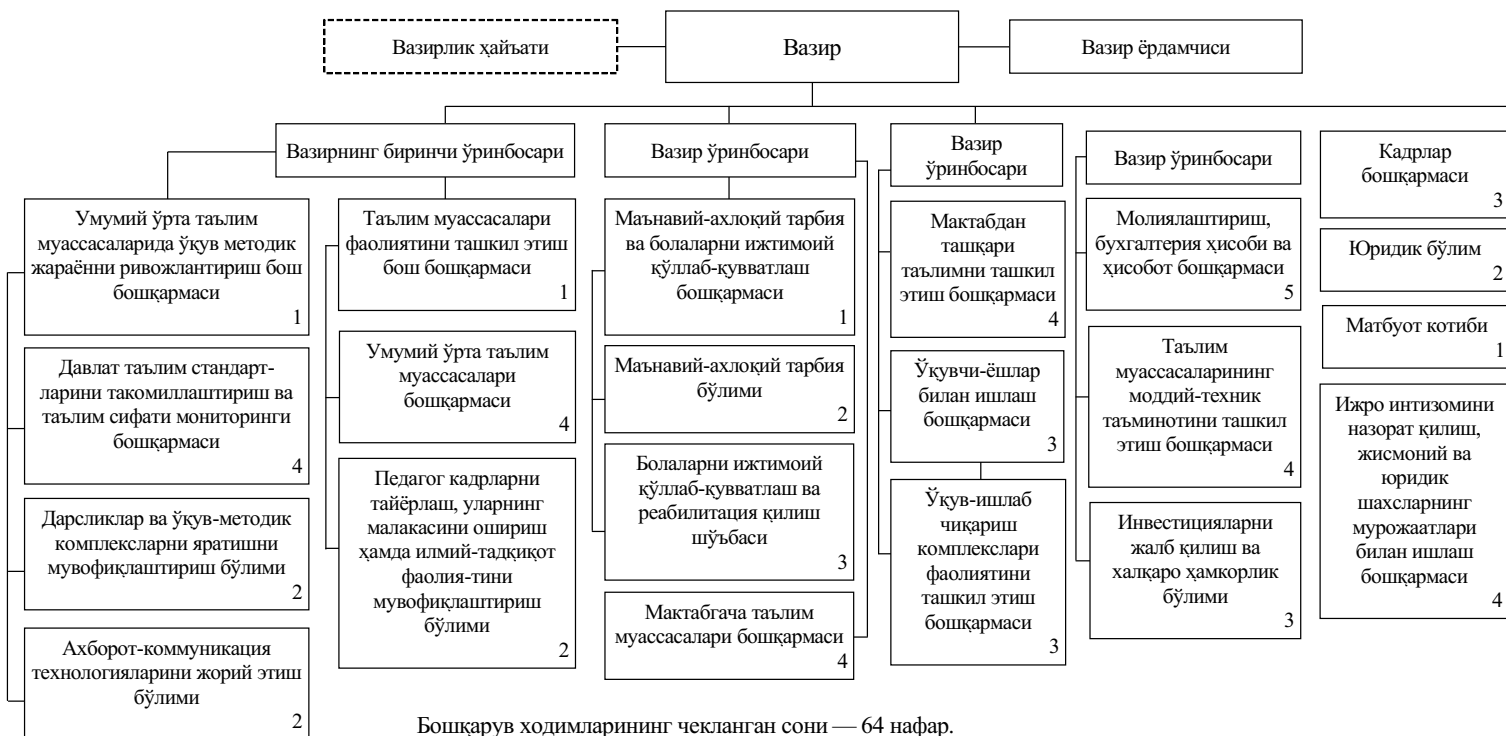 Вазирлик ҳайъати
Вазир
Вазир ёрдамчиси
Вазирнинг биринчи ўринбосари
Умумий ўрта таълим
муассасаларида ўқув методик
жараённи ривожлантириш бош
бошқармаси
1
Давлат таълим стандарт-
ларини такомиллаштириш ва
таълим сифати мониторинги
бошқармаси
4
Дарсликлар ва ўқув-методик
комплексларни яратишни
мувофиқлаштириш бўлими
2
Ахборот-коммуникация
технологияларини жорий этиш
бўлими
2
Таълим муассасалари
фаолиятини ташкил этиш
бош бошқармаси
1
Умумий ўрта таълим
муассасалари
бошқармаси
4
Педагог кадрларни
тайёрлаш, уларнинг
малакасини ошириш
ҳамда илмий-тадқиқот
фаолия-тини
мувофиқлаштириш
бўлими
2
Вазир ўринбосари
Маънавий-ахлоқий тарбия
ва болаларни ижтимоий
қўллаб-қувватлаш
бошқармаси
1
Маънавий-ахлоқий тарбия
бўлими
2
Болаларни ижтимоий
қўллаб-қувватлаш ва
реабилитация қилиш
шўъбаси
3
Мактабгача таълим
муассасалари бошқармаси
4
Вазир
ўринбосари
Мактабдан
ташқари
таълимни ташкил
этиш бошқармаси
4
Ўқувчи-ёшлар
билан ишлаш
бошқармаси
3
Ўқув-ишлаб
чиқариш
комплекслари
фаолиятини
ташкил этиш
бошқармаси
3
Вазир ўринбосари
Молиялаштириш,
бухгалтерия ҳисоби ва
ҳисобот бошқармаси
5
Таълим
муассасаларининг
моддий-техник
таъминотини ташкил
этиш бошқармаси
4
Инвестицияларни
жалб қилиш ва
халқаро ҳамкорлик
бўлими
3
Кадрлар
бошқармаси
3
Юридик бўлим
2
Матбуот котиби
1
Ижро интизомини
назорат қилиш,
жисмоний ва
юридик
шахсларнинг
мурожаатлари
билан ишлаш
бошқармаси
4
Бошқарув ходимларининг чекланган сони — 64 нафар.